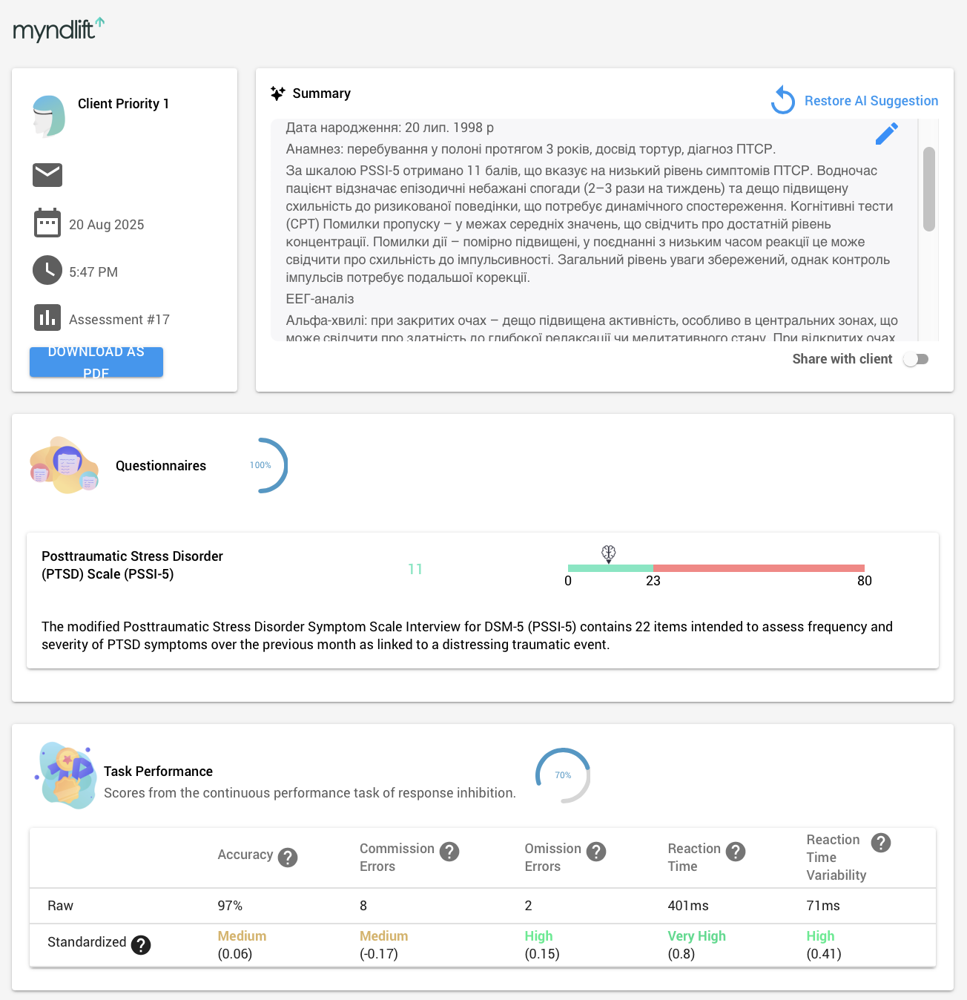 myndlift
Client Priority 1
20 Aug 2025
5:47 PM
Assessment #17
DOWNLOAD AS
PDF
Summary
Restore AI Suggestion
Дата народження: 20 лип. 1998 р
Анамнез: перебування у полоні протягом 3 років, досвід тортур, діагноз ПТСР.
За шкалою PSSI-5 отримано 11 балів, що вказує на низький рівень симптомів ПТСР. Водночас
пацієнт відзначає епізодичні небажані спогади (2–3 рази на тиждень) та дещо підвищену
схильність до ризикованої поведінки, що потребує динамічного спостереження. Когнітивні тести
(CPT) Помилки пропуску – у межах середніх значень, що свідчить про достатній рівень
концентрації. Помилки дії – помірно підвищені, у поєднанні з низьким часом реакції це може
свідчити про схильність до імпульсивності. Загальний рівень уваги збережений, однак контроль
імпульсів потребує подальшої корекції.
ЕЕГ-аналіз
Альфа-хвилі: при закритих очах – дещо підвищена активність, особливо в центральних зонах, що
може свідчити про здатність до глибокої релаксації чи медитативного стану. При відкритих очах
Share with client
Questionnaires
100%
Posttraumatic Stress Disorder
(PTSD) Scale (PSSI-5)
11
0 23 80
The modified Posttraumatic Stress Disorder Symptom Scale Interview for DSM-5 (PSSI-5) contains 22 items intended to assess frequency and
severity of PTSD symptoms over the previous month as linked to a distressing traumatic event.
Task Performance
Scores from the continuous performance task of response inhibition.
70%
Accuracy ?
Commission ?
Errors
Omission ?
Errors
Reaction ?
Time
Reaction ?
Time
Variability
Raw 97% 8 2 401ms 71ms
Standardized ?
Medium Medium High Very High High
(0.06) (-0.17) (0.15) (0.8) (0.41)